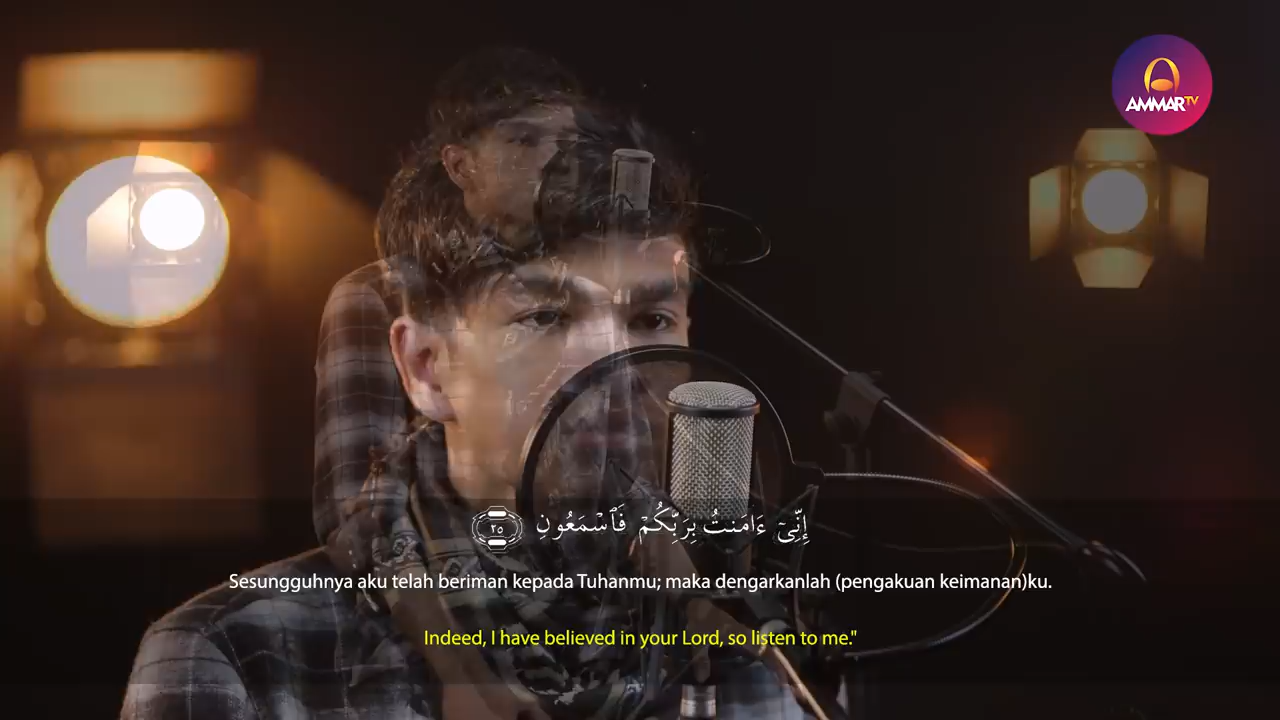 AMMAR TV
إِنِّىٓ ءَامَنتُ بِرَبِّكُمْ فَٱسْمَعُونِ ٢٥
Sesungguhnya aku telah beriman kepada Tuhanmu; maka dengarkanlah (pengakuan keimanan)ku.
Indeed, I have believed in your Lord, so listen to me."